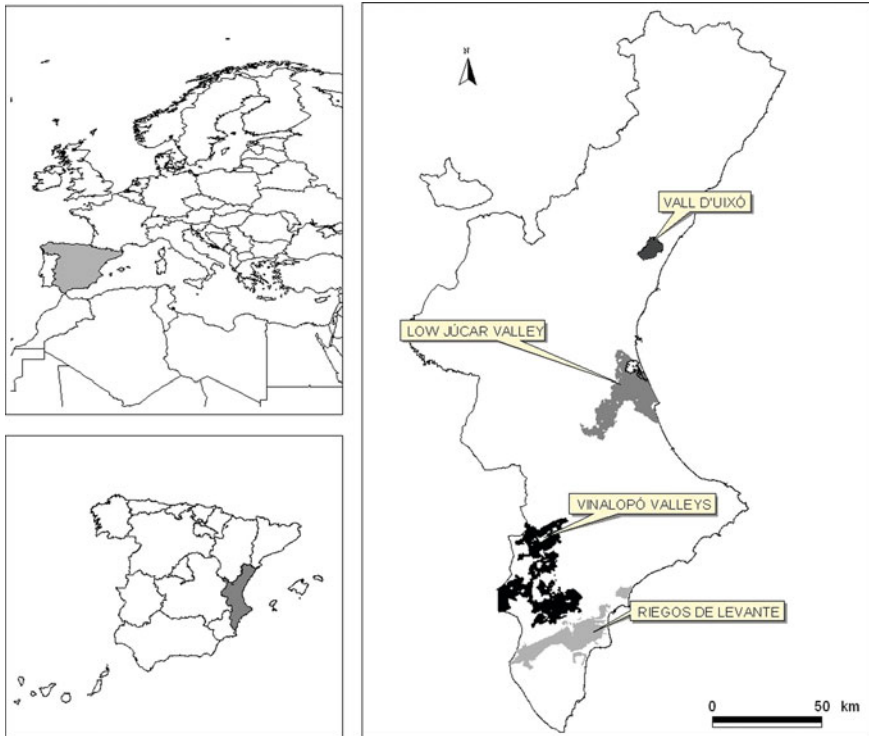 N
VALL D'UIXÓ
LOW JÚCAR VALLEY
VINALOPÓ VALLEYS
RIEGOS DE LEVANTE
0 50 km